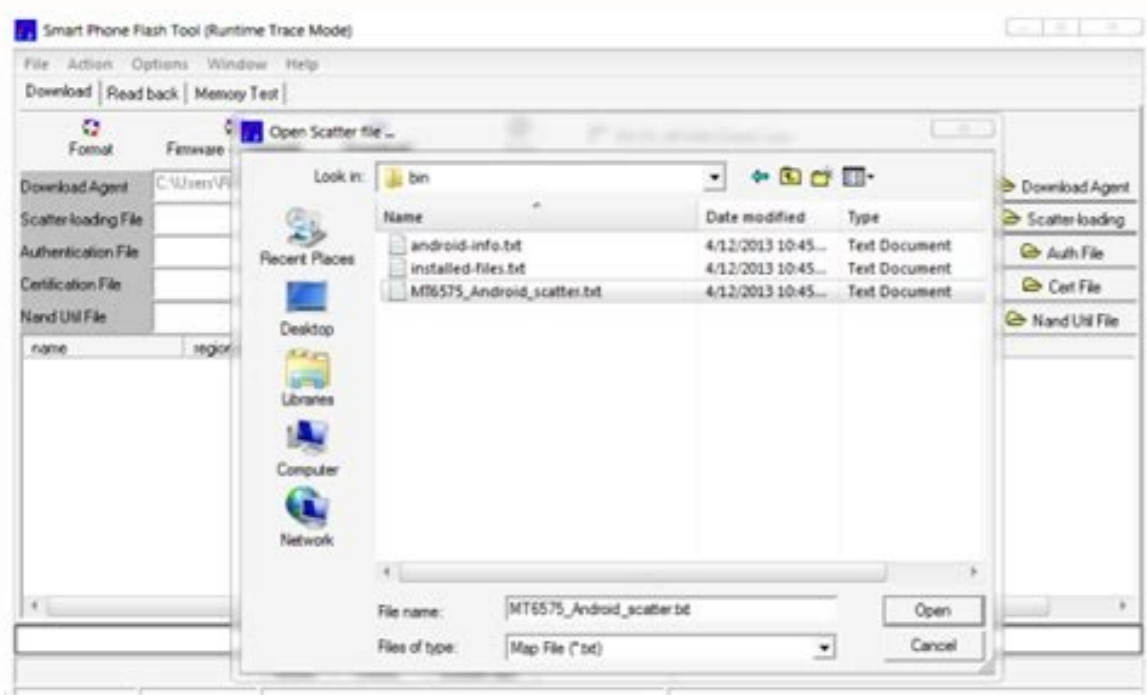 Smart Phone Flash Tool (Runtime Trace Mode)
File Action Options Window Help
Download Read back Memory Test
Format Firmware
Open Scatter file ...
Look in: bin
Download Agent C:\Users\
Download Agent
Scatter-loading File
Scatter-loading
Authentication File
Auth File
Certification File
Cert File
Nand Util File
Nand Util File
name region
Recent Places
Desktop
Libraries
Computer
Network
Name Date modified Type
android-info.txt 4/12/2013 10:45... Text Document
installed-files.txt 4/12/2013 10:45... Text Document
MT6575_Android_scatter.txt 4/12/2013 10:45... Text Document
File name: MT6575_Android_scatter.txt Open
Files of type: Map File (*.txt) Cancel